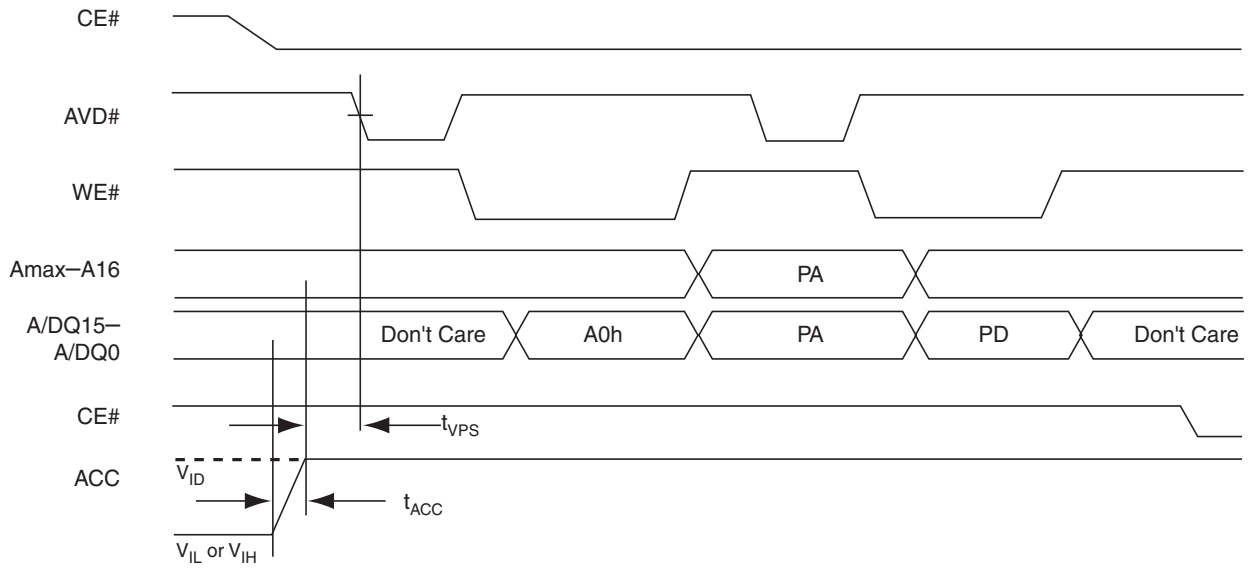 CE#
AVD#
WE#
Amax–A16
PA
A/DQ15–
A/DQ0
Don't Care
A0h
PA
PD
Don't Care
CE#
tVPS
ACC
VID
tACC
VIL or VIH